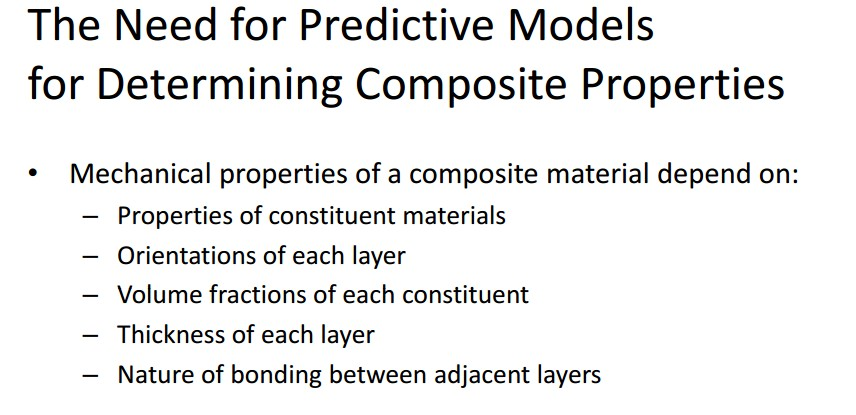 The Need for Predictive Models
for Determining Composite Properties
• Mechanical properties of a composite material depend on:
– Properties of constituent materials
– Orientations of each layer
– Volume fractions of each constituent
– Thickness of each layer
– Nature of bonding between adjacent layers